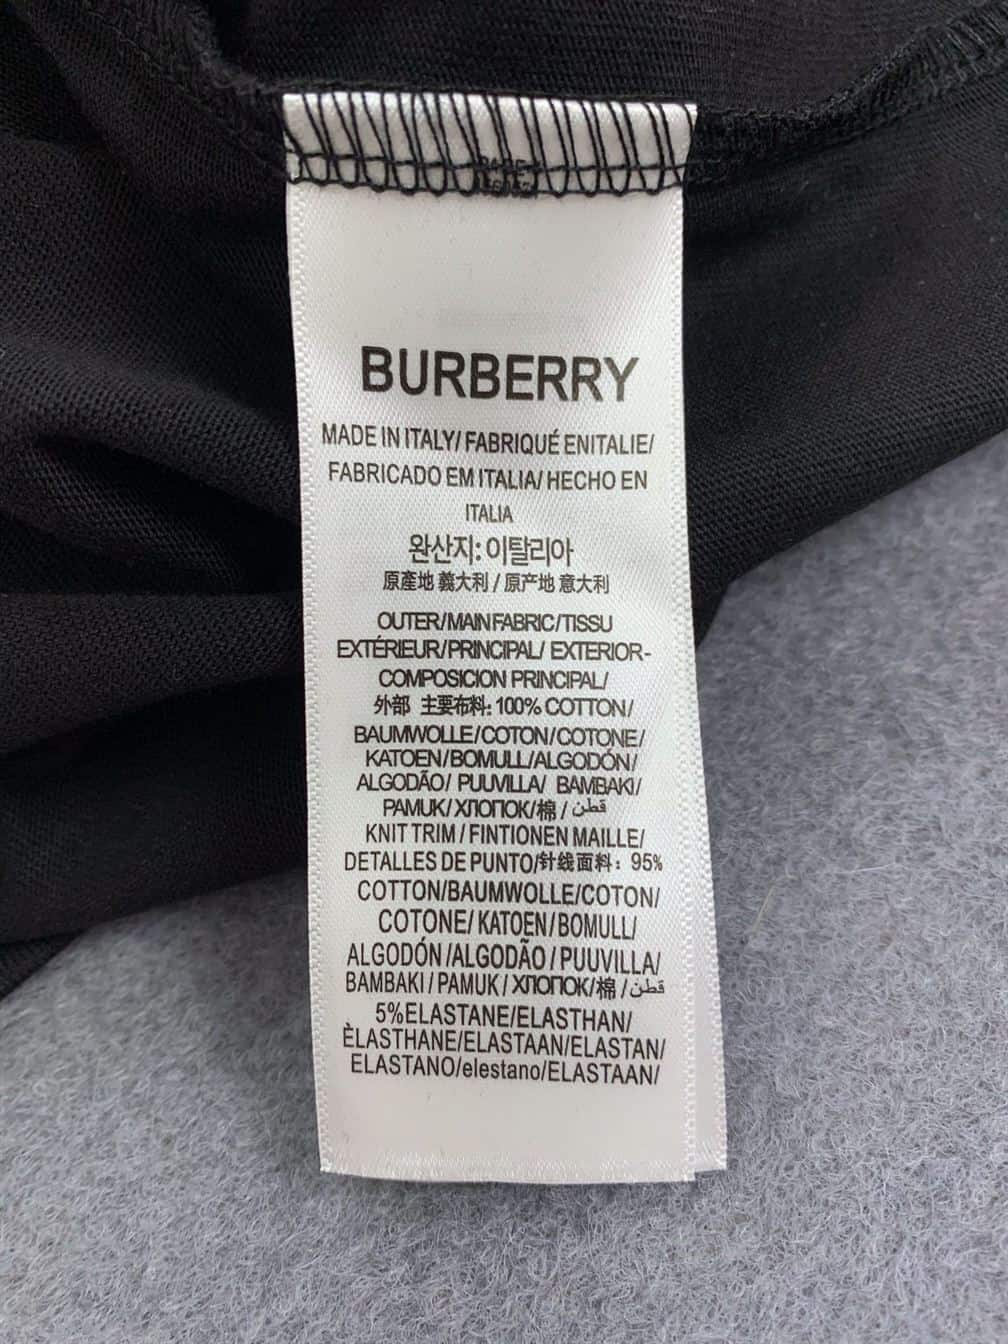 BURBERRY
MADE IN ITALY/ FABRIQUÉ ENITALIE/
FABRICADO EM ITALIA/ HECHO EN
ITALIA
완산지: 이탈리아
原產地 義大利 / 原产地 意大利
OUTER/MAIN FABRIC/TISSU
EXTÉRIEUR/PRINCIPAL/ EXTERIOR-
COMPOSICION PRINCIPAL/
外部 主要布料: 100% COTTON/
BAUMWOLLE/COTON/COTONE/
KATOEN/BOMULL/ALGODÓN/
ALGODÃO/ PUUVILLA/ BAMBAKI/
PAMUK/ХЛОПОК/棉/قطن
KNIT TRIM / FINTIONEN MAILLE/
DETALLES DE PUNTO/针线面料: 95%
COTTON/BAUMWOLLE/COTON/
COTONE/ KATOEN/BOMULL/
ALGODÓN /ALGODÃO / PUUVILLA/
BAMBAKI / PAMUK / ХЛОПОК/棉 /قطن
5%ELASTANE/ELASTHAN/
ÈLASTHANE/ELASTAAN/ELASTAN/
ELASTANO/elestano/ELASTAAN/